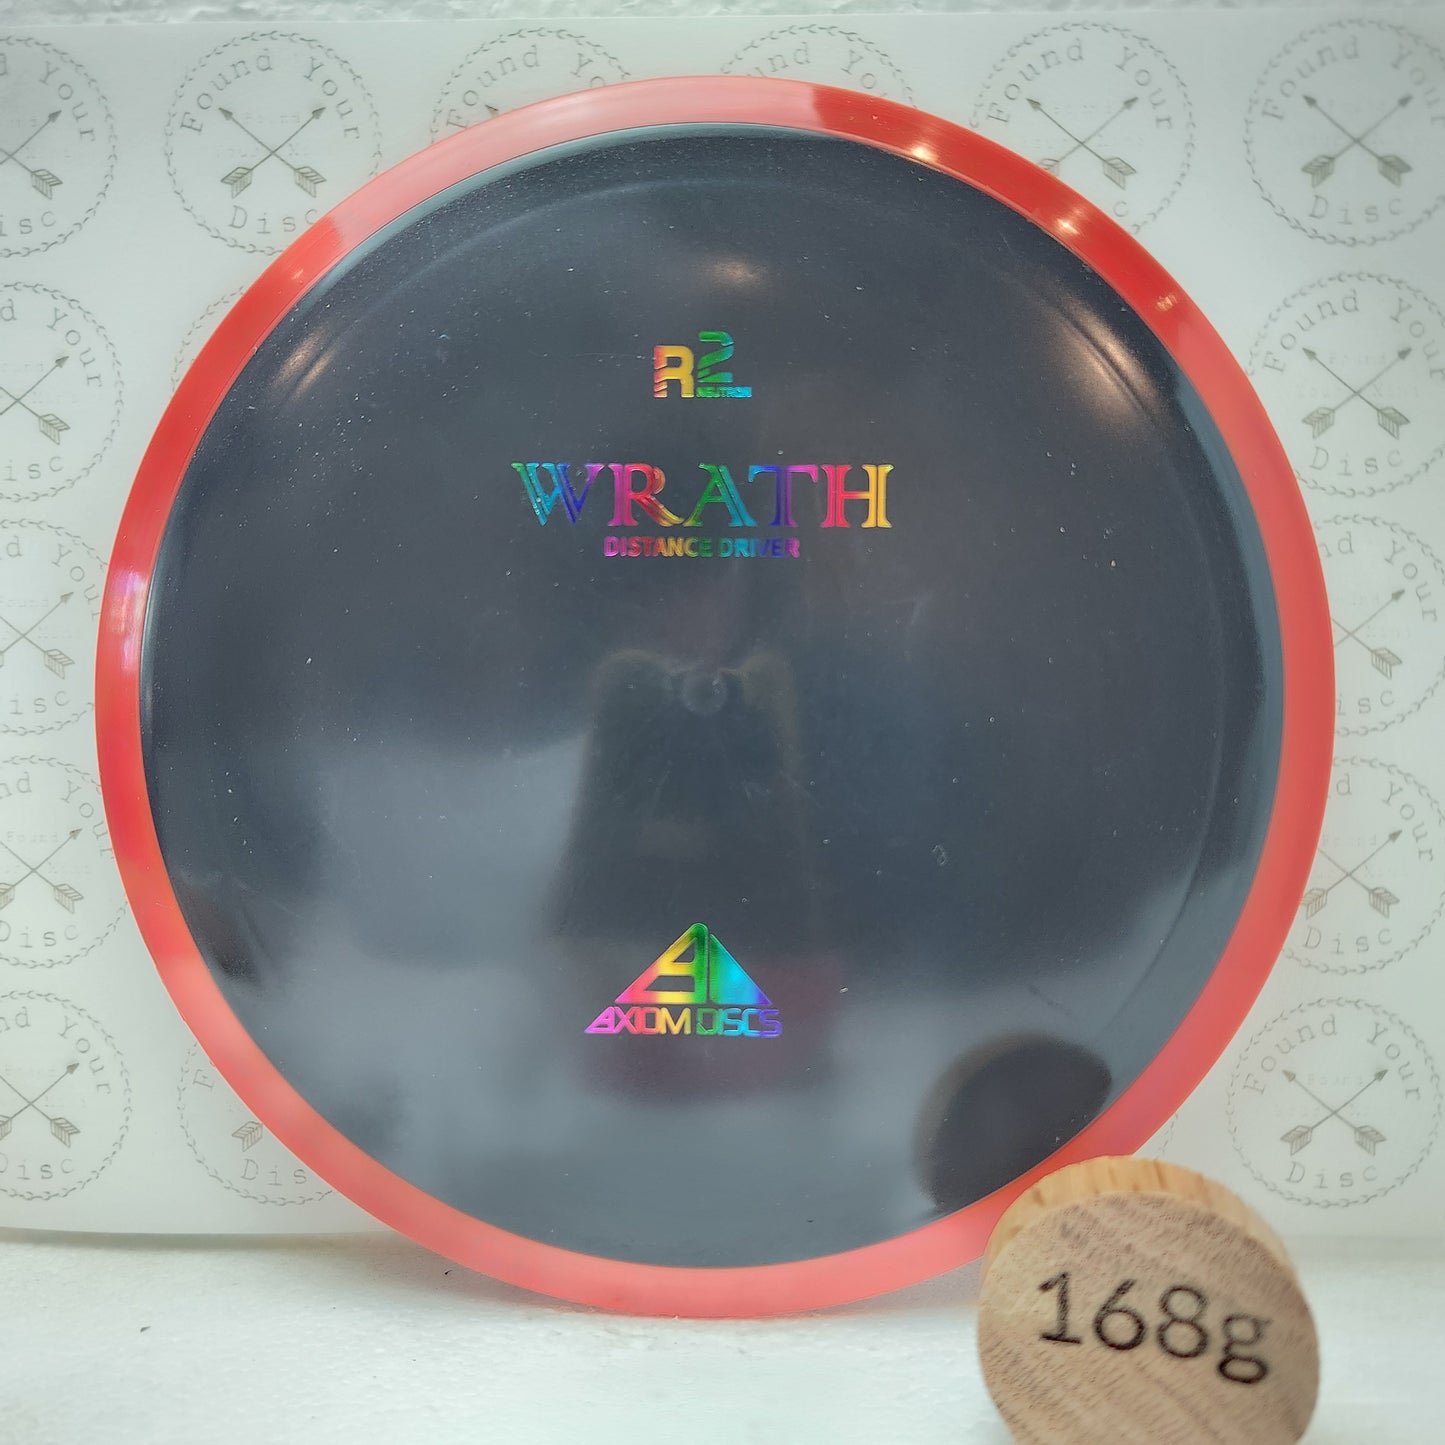 Found Your
Disc
R2
NEUTRON
WRATH
DISTANCE DRIVER
AXIOM DISCS
168g